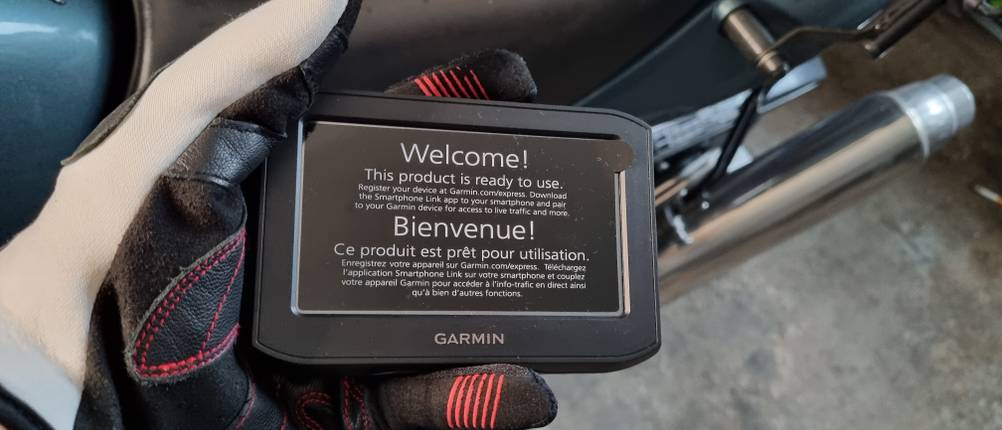 Welcome!
This product is ready to use.
Register your device at Garmin.com/express. Download
the Smartphone Link app to your smartphone and pair
to your Garmin device for access to live traffic and more.
Bienvenue!
Ce produit est prêt pour utilisation.
Enregistrez votre appareil sur Garmin.com/express. Téléchargez
l'application Smartphone Link sur votre smartphone et couplez
votre appareil Garmin pour accéder à l'info-trafic en direct ainsi
qu'à bien d'autres fonctions.
GARMIN